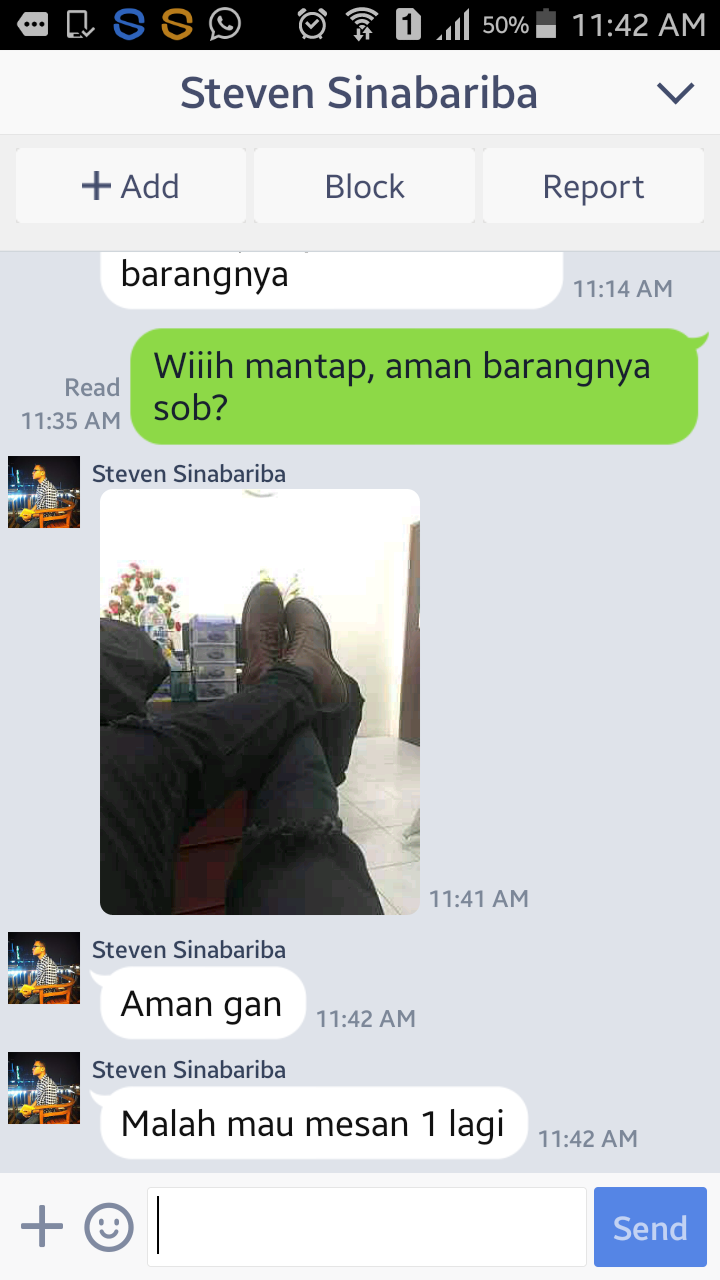 50% 11:42 AM
Steven Sinabariba
+ Add Block Report
barangnya
11:14 AM
Wiiih mantap, aman barangnya
sob?
Read
11:35 AM
Steven Sinabariba
11:41 AM
Steven Sinabariba
Aman gan
11:42 AM
Steven Sinabariba
Malah mau mesan 1 lagi
11:42 AM
Send